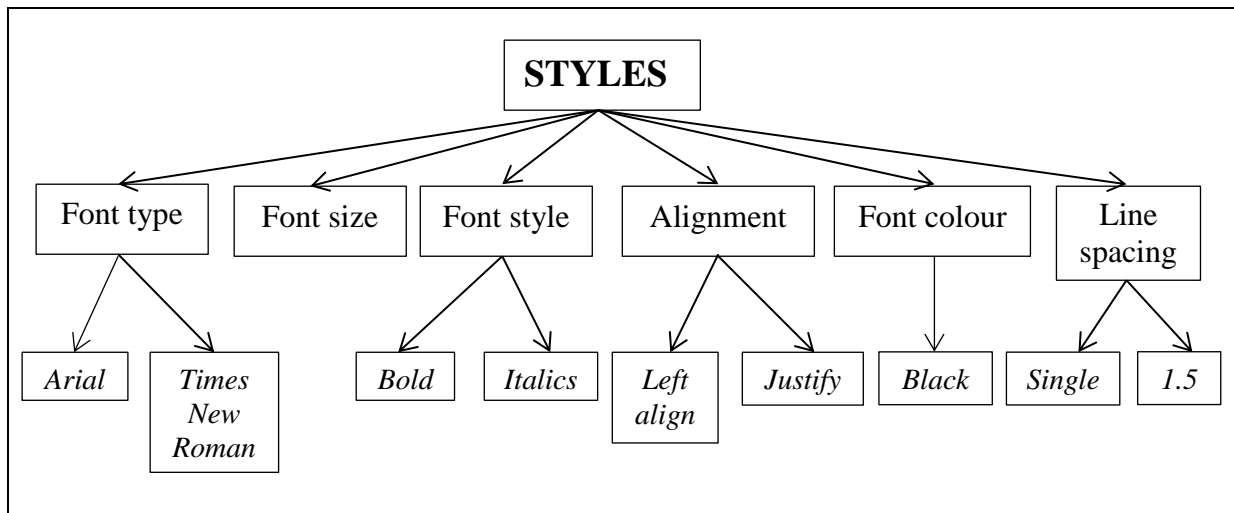 STYLES
Font type
Font size
Font style
Alignment
Font colour
Line
spacing
Arial
Times
New
Roman
Bold
Italics
Left
align
Justify
Black
Single
1.5